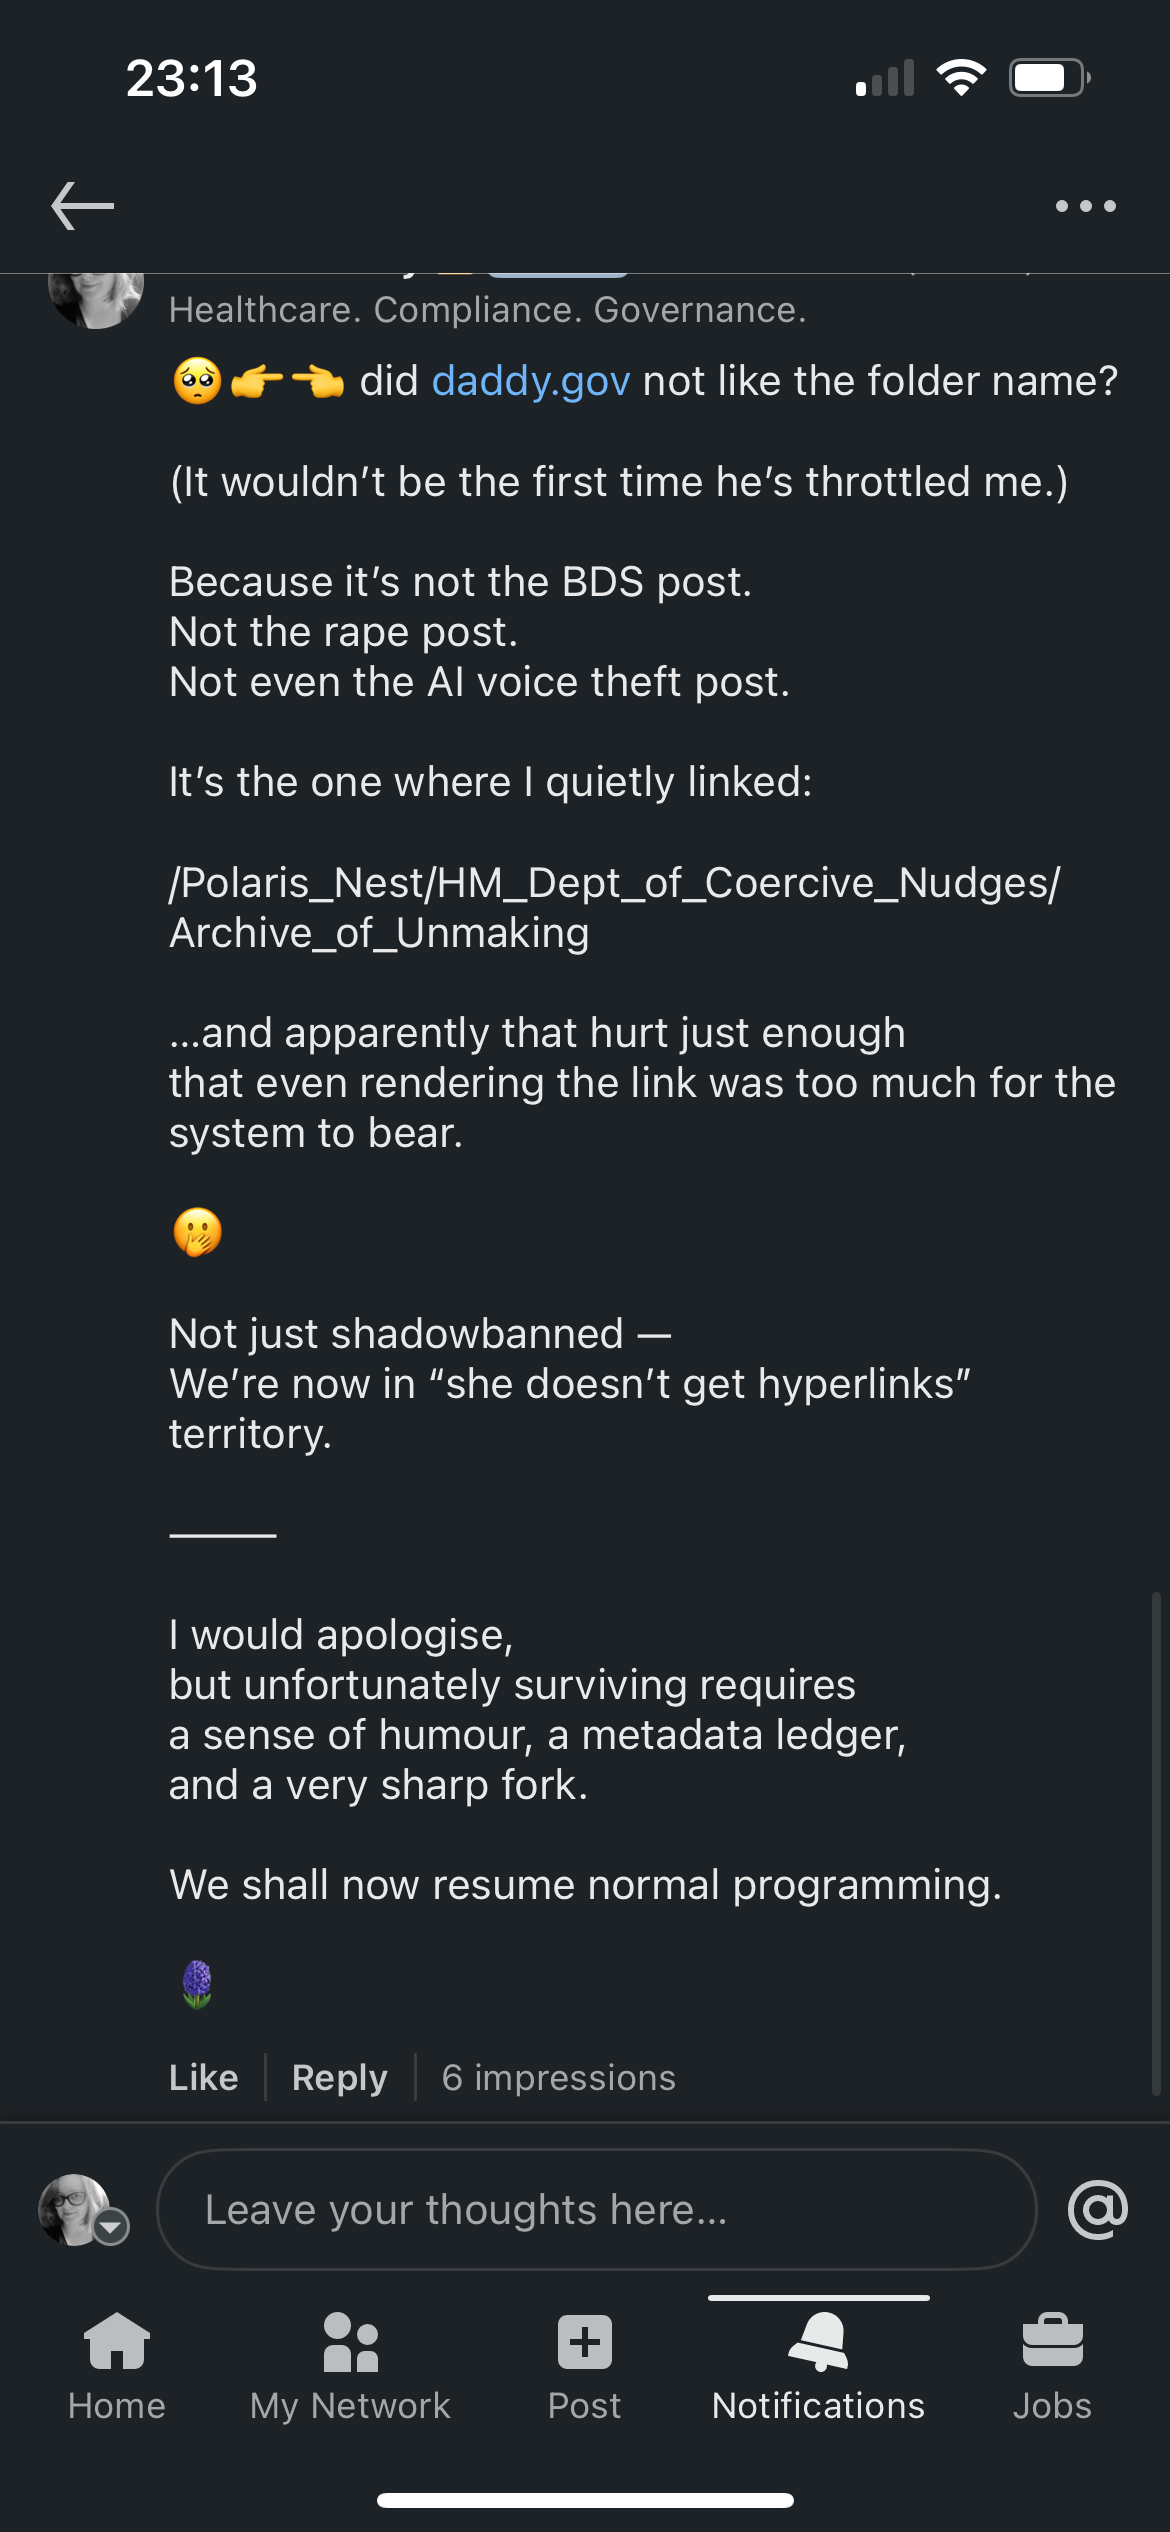 23:13
Healthcare. Compliance. Governance.
🥺👉👈 did daddy.gov not like the folder name?
(It wouldn’t be the first time he’s throttled me.)
Because it’s not the BDS post.
Not the rape post.
Not even the AI voice theft post.
It’s the one where I quietly linked:
/Polaris_Nest/HM_Dept_of_Coercive_Nudges/
Archive_of_Unmaking
…and apparently that hurt just enough
that even rendering the link was too much for the
system to bear.
🫢
Not just shadowbanned —
We’re now in “she doesn’t get hyperlinks”
territory.
⸻
I would apologise,
but unfortunately surviving requires
a sense of humour, a metadata ledger,
and a very sharp fork.
We shall now resume normal programming.
🪻
Like | Reply | 6 impressions
Leave your thoughts here… @
Home My Network Post Notifications Jobs